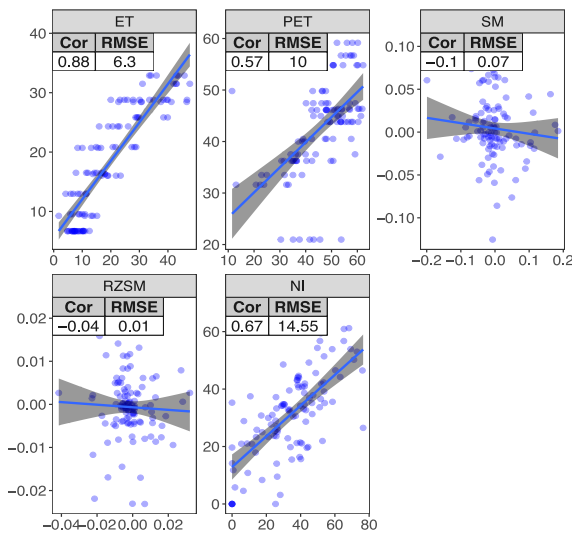 ET PET SM
Cor RMSE Cor RMSE Cor RMSE
0.88 6.3 0.57 10 −0.1 0.07
40 60 0.10
30 50 0.05
20 40 0.00
10 30 −0.05
20 −0.10
0 10 20 30 40 10 20 30 40 50 60 −0.2 −0.1 0.0 0.1 0.2
RZSM NI
Cor RMSE Cor RMSE
−0.04 0.01 0.67 14.55
0.02 60
0.01 40
0.00 20
−0.01 0
−0.02
−0.04 −0.02 0.00 0.02 0 20 40 60 80